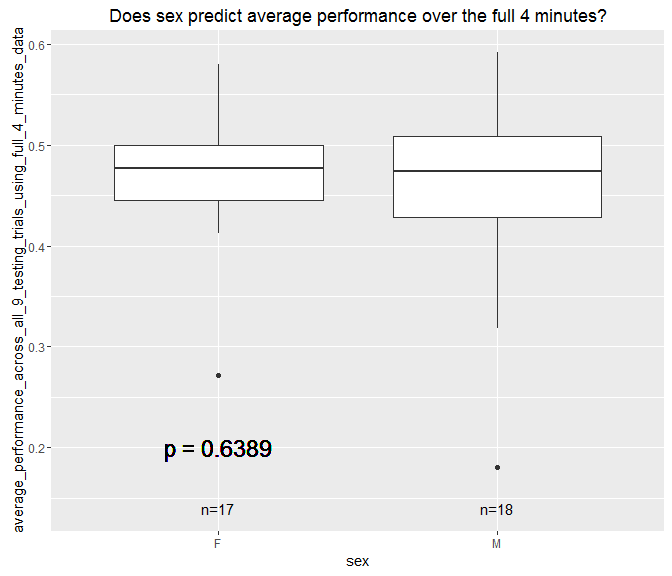 Does sex predict average performance over the full 4 minutes?
average_performance_across_all_9_testing_trials_using_full_4_minutes_data
0.6
0.5
0.4
0.3
0.2
p = 0.6389
n=17 n=18
F M
sex